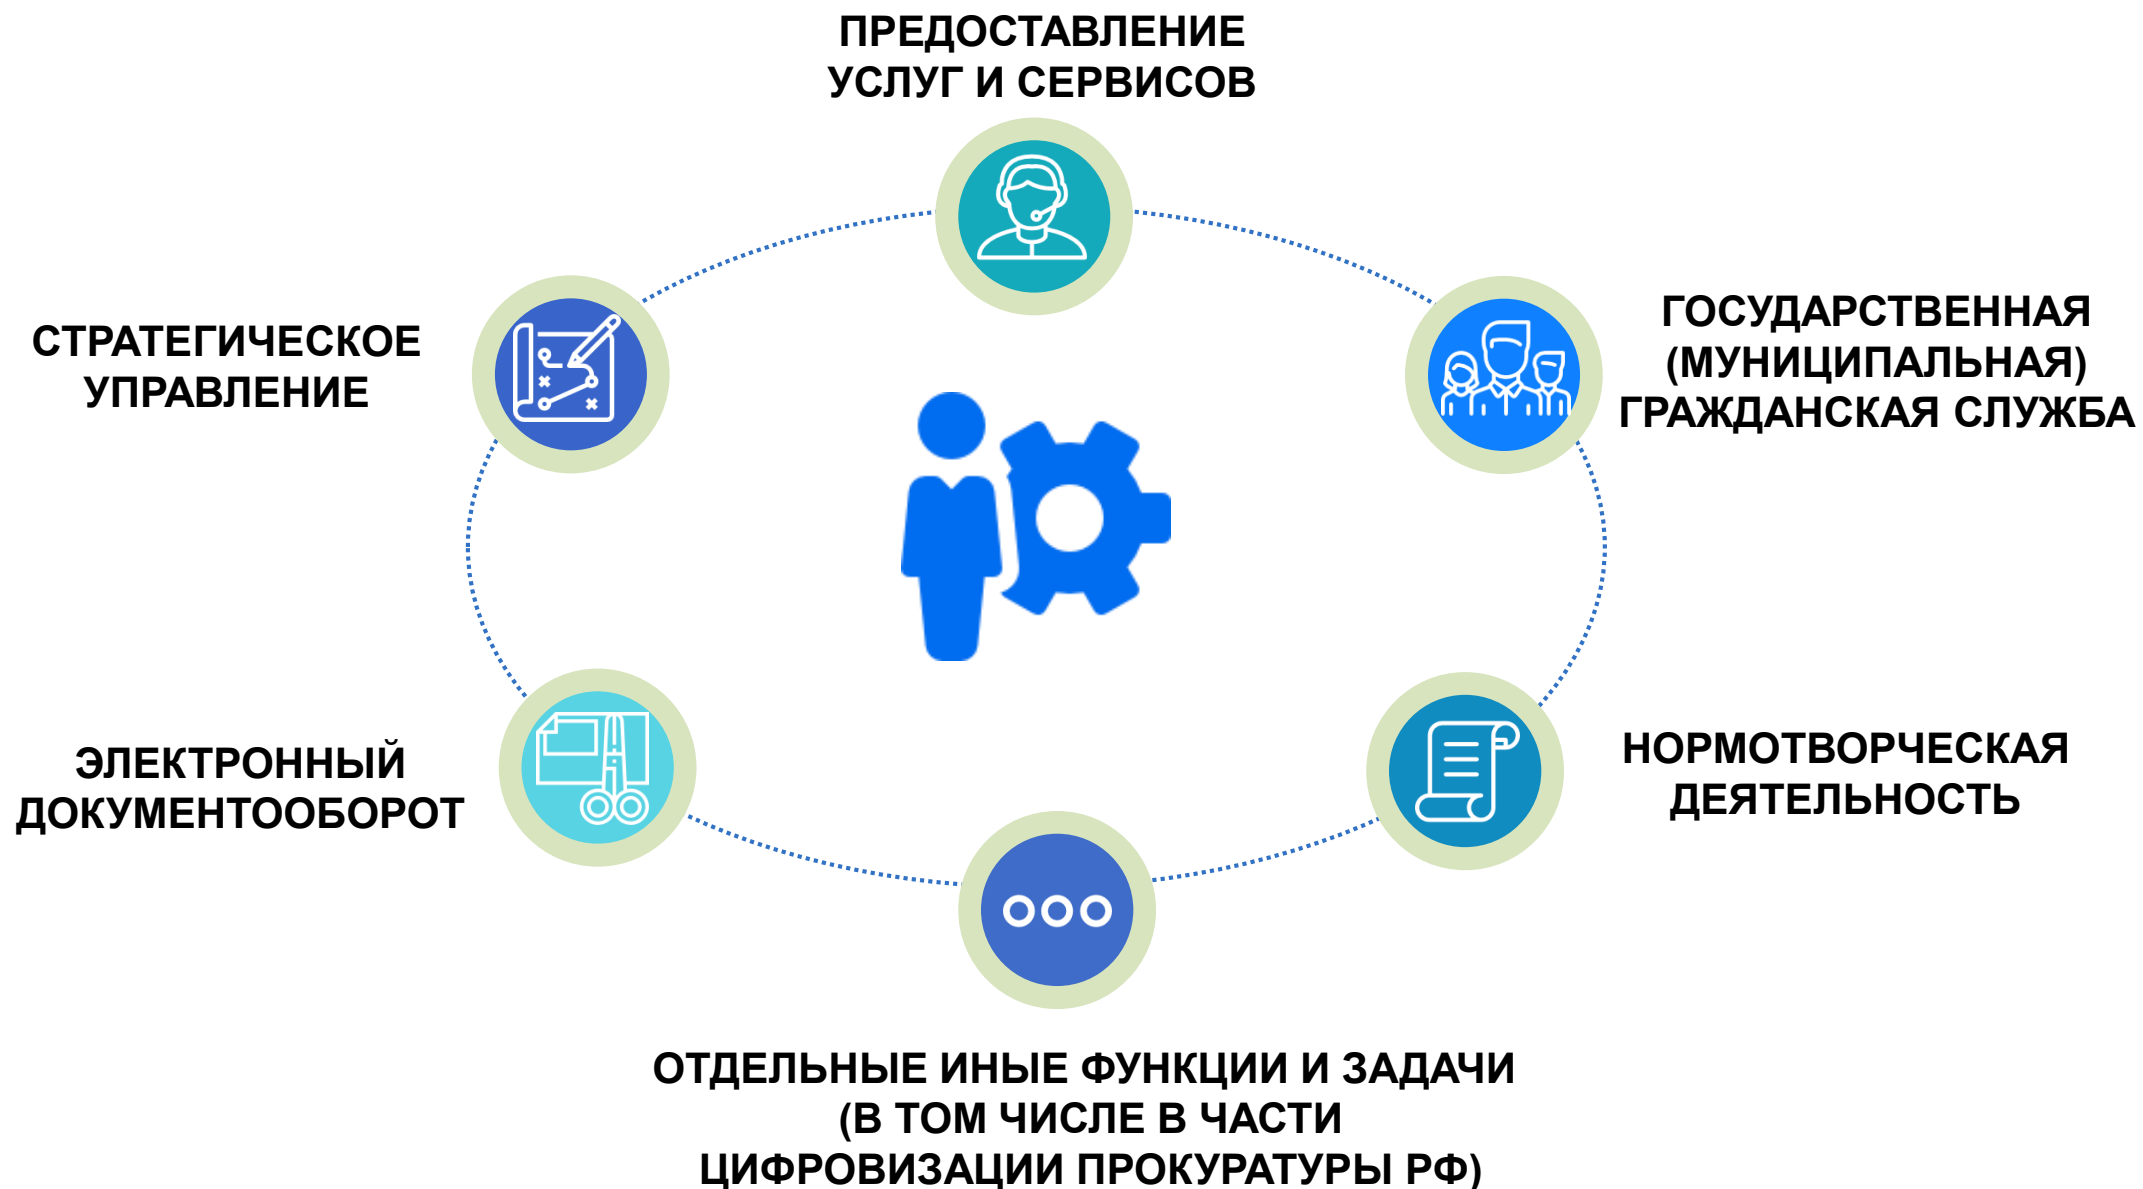 ПРЕДОСТАВЛЕНИЕ
УСЛУГ И СЕРВИСОВ
СТРАТЕГИЧЕСКОЕ
УПРАВЛЕНИЕ
ГОСУДАРСТВЕННАЯ
(МУНИЦИПАЛЬНАЯ)
ГРАЖДАНСКАЯ СЛУЖБА
ЭЛЕКТРОННЫЙ
ДОКУМЕНТООБОРОТ
НОРМОТВОРЧЕСКАЯ
ДЕЯТЕЛЬНОСТЬ
ОТДЕЛЬНЫЕ ИНЫЕ ФУНКЦИИ И ЗАДАЧИ
(В ТОМ ЧИСЛЕ В ЧАСТИ
ЦИФРОВИЗАЦИИ ПРОКУРАТУРЫ РФ)